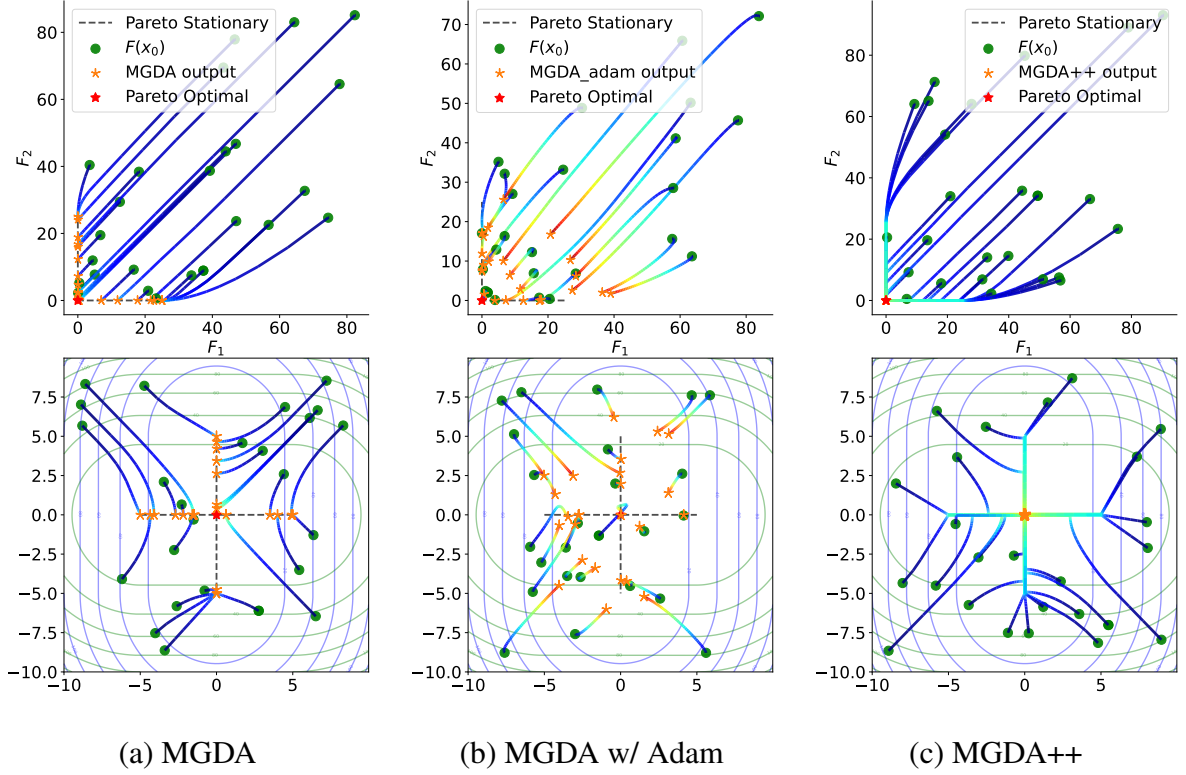 Pareto Stationary
F(x₀)
MGDA output
Pareto Optimal
F₂
80
60
40
20
0
0 20 40 60 80
F₁
Pareto Stationary
F(x₀)
MGDA_adam output
Pareto Optimal
F₂
70
60
50
40
30
20
10
0
0 20 40 60 80
F₁
Pareto Stationary
F(x₀)
MGDA++ output
Pareto Optimal
F₂
80
60
40
20
0
0 20 40 60 80
F₁
7.5
5.0
2.5
0.0
−2.5
−5.0
−7.5
−10.0
−10 −5 0 5
7.5
5.0
2.5
0.0
−2.5
−5.0
−7.5
−10.0
−10 −5 0 5
7.5
5.0
2.5
0.0
−2.5
−5.0
−7.5
−10.0
−10 −5 0 5
(a) MGDA
(b) MGDA w/ Adam
(c) MGDA++